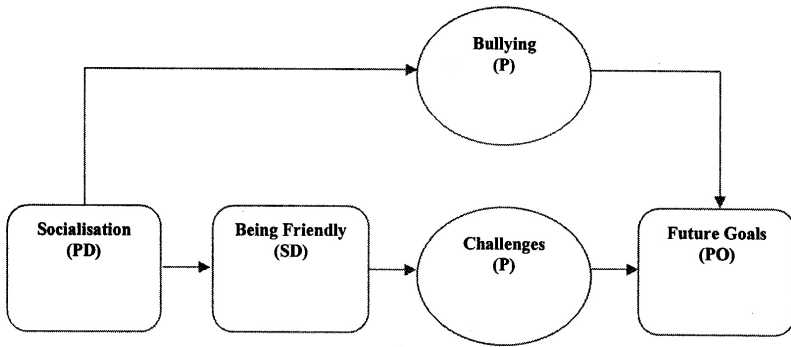 Bullying
(P)
Socialisation
(PD)
Being Friendly
(SD)
Challenges
(P)
Future Goals
(PO)